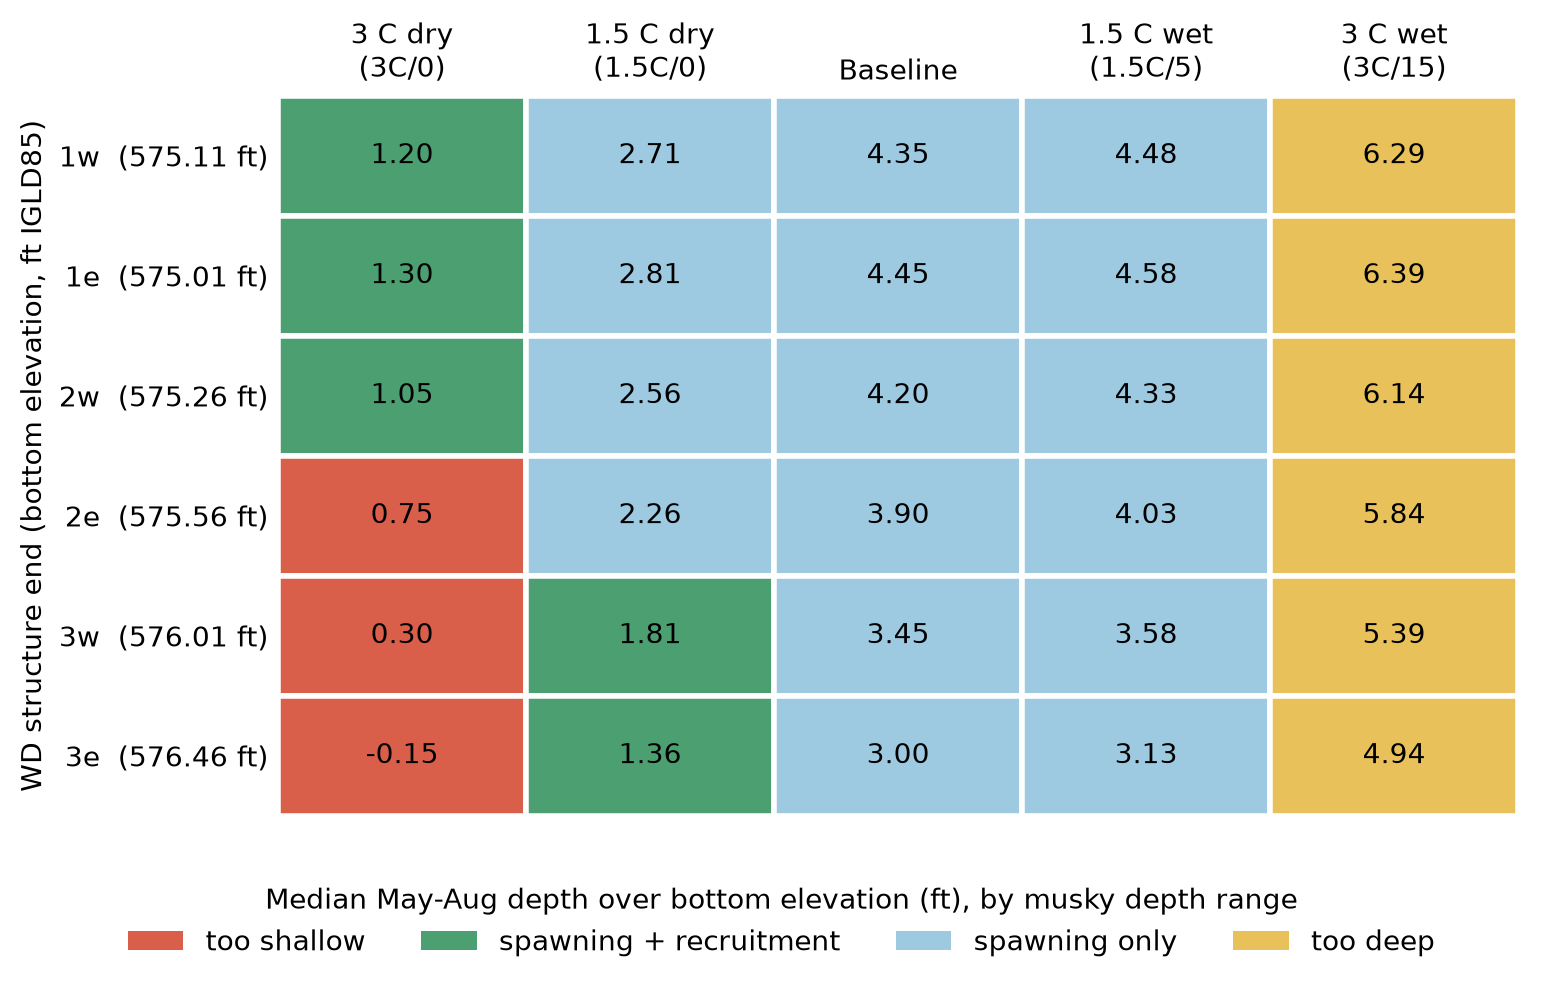 3 C dry
(3C/0)
1.5 C dry
(1.5C/0)
Baseline
1.5 C wet
(1.5C/5)
3 C wet
(3C/15)
WD structure end (bottom elevation, ft IGLD85)
1w (575.11 ft) 1.20 2.71 4.35 4.48 6.29
1e (575.01 ft) 1.30 2.81 4.45 4.58 6.39
2w (575.26 ft) 1.05 2.56 4.20 4.33 6.14
2e (575.56 ft) 0.75 2.26 3.90 4.03 5.84
3w (576.01 ft) 0.30 1.81 3.45 3.58 5.39
3e (576.46 ft) -0.15 1.36 3.00 3.13 4.94
Median May-Aug depth over bottom elevation (ft), by musky depth range
too shallow spawning + recruitment spawning only too deep